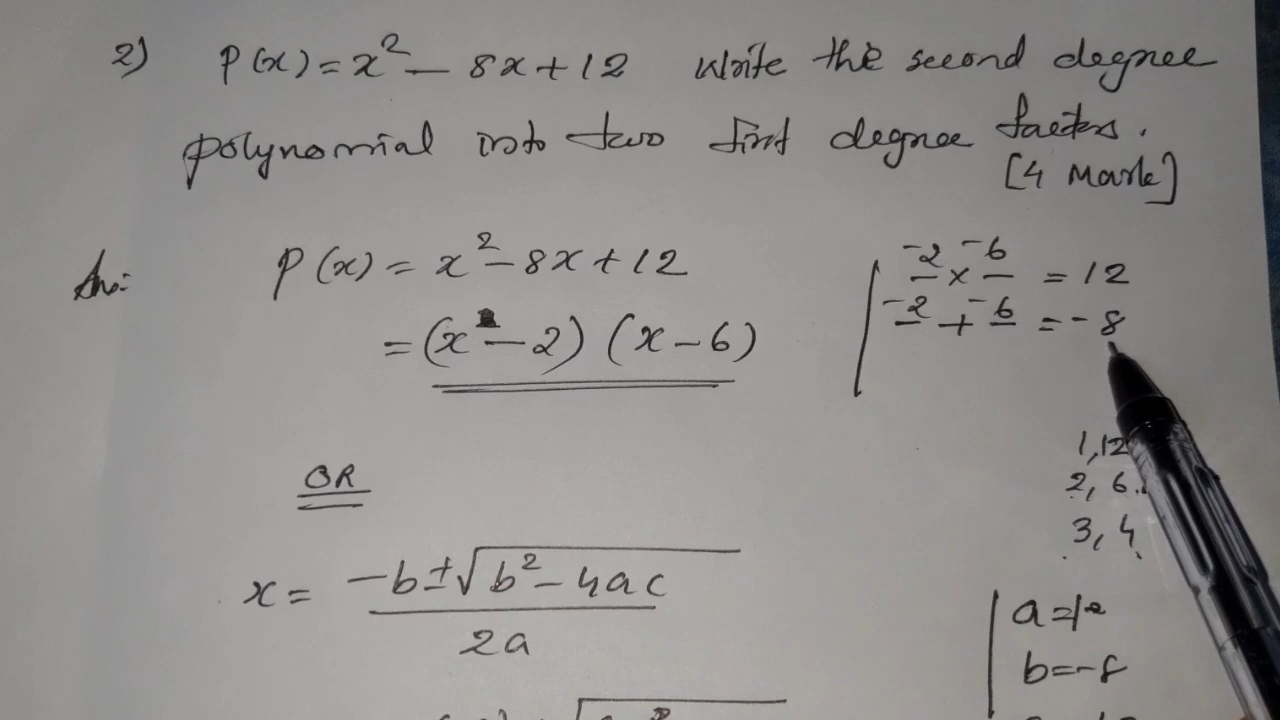 2) P(x) = x² - 8x + 12 Write the second degree
polynomial into two first degree factors.
[4 Mark]
Ans:
P(x) = x² - 8x + 12
= (x - 2) (x - 6)
-2 × -6 = 12
-2 + -6 = -8
1, 12
2, 6
3, 4
OR
x = -b ± √b² - 4ac
2a
a = 1
b = -8